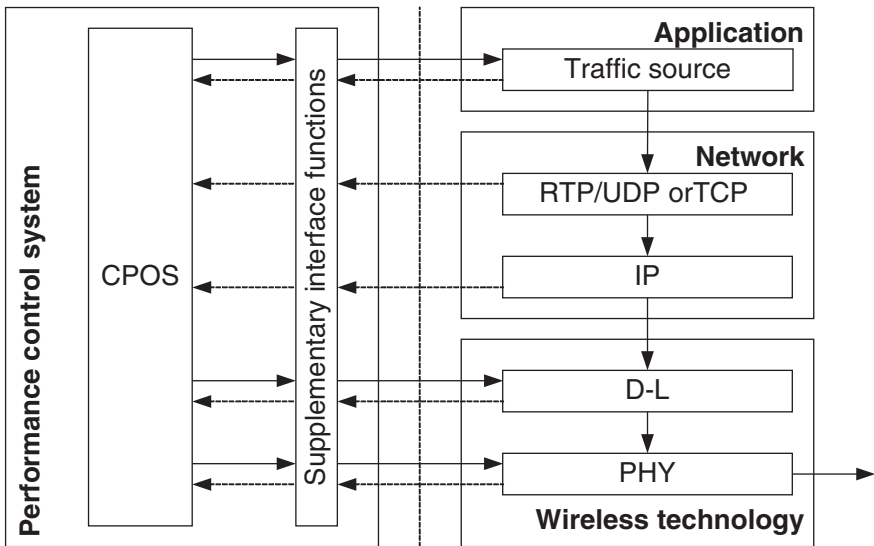 Performance control system
CPOS
Supplementary interface functions
Application
Traffic source
Network
RTP/UDP orTCP
IP
D-L
PHY
Wireless technology